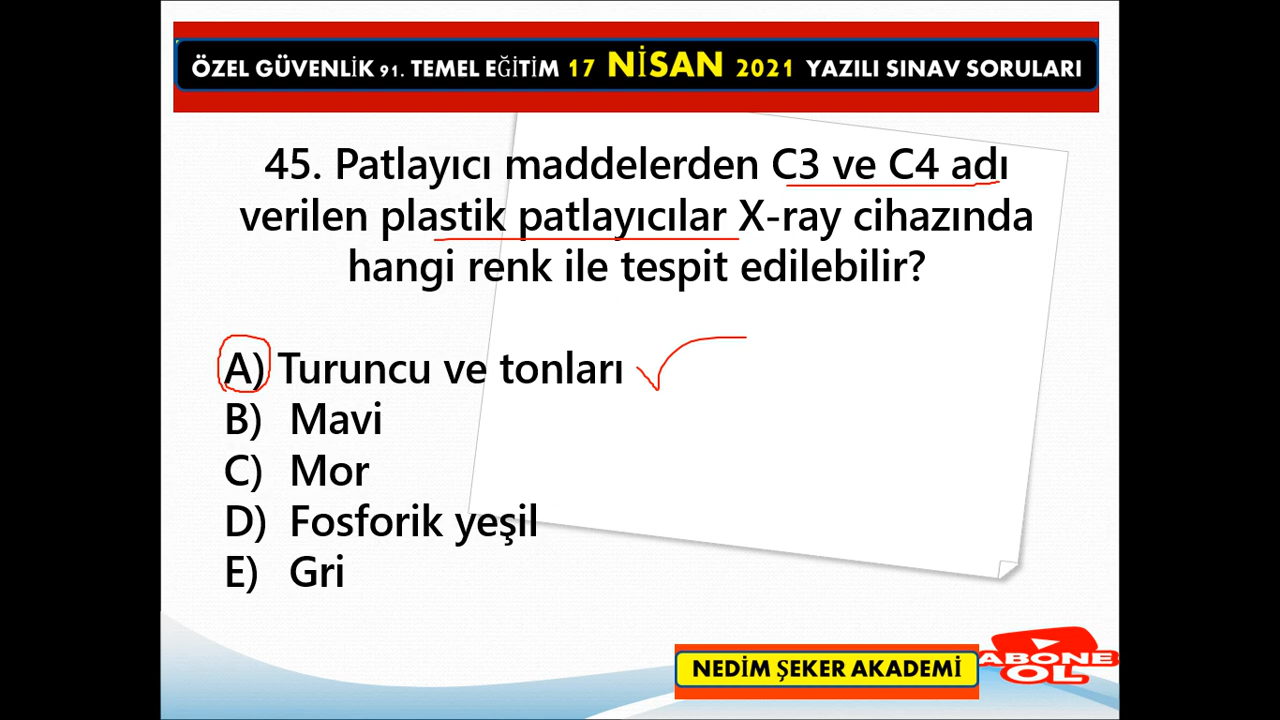 ÖZEL GÜVENLİK 91. TEMEL EĞİTİM 17 NİSAN 2021 YAZILI SINAV SORULARI
45. Patlayıcı maddelerden C3 ve C4 adı
verilen plastik patlayıcılar X-ray cihazında
hangi renk ile tespit edilebilir?
A) Turuncu ve tonları
B) Mavi
C) Mor
D) Fosforik yeşil
E) Gri
NEDİM ŞEKER AKADEMİ
ABONE
OL